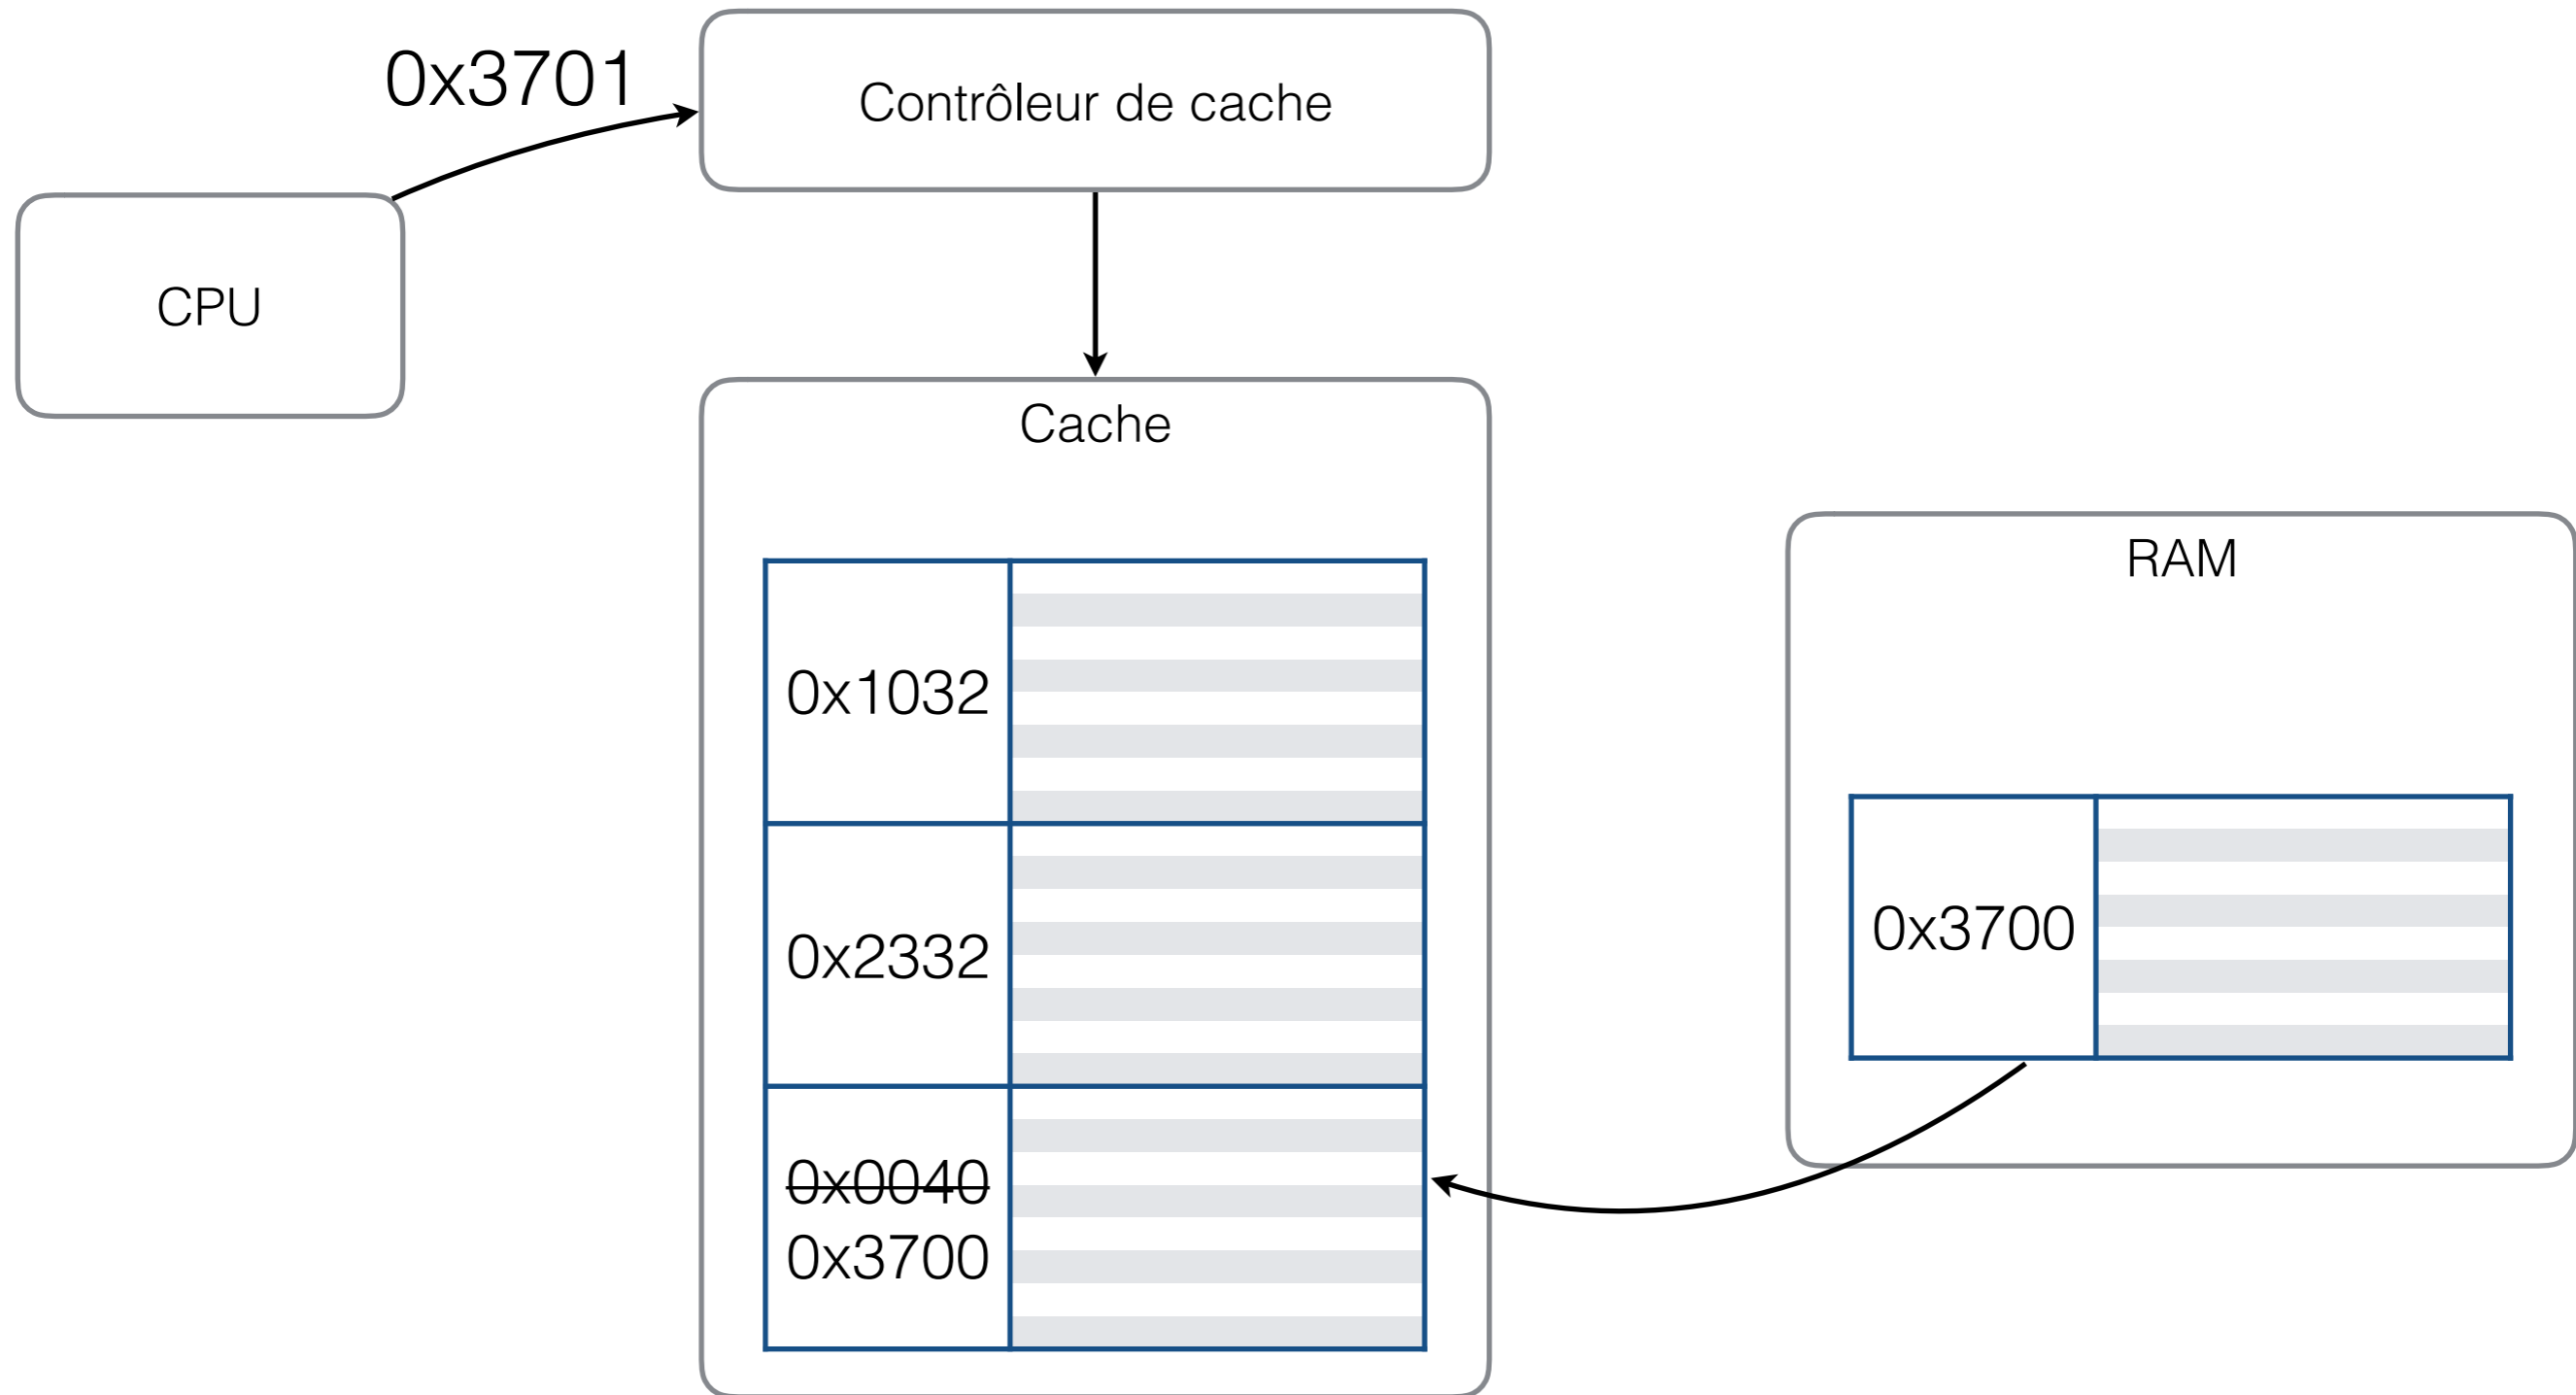 0x3701
Contrôleur de cache
CPU
Cache
RAM
0x1032
0x2332
0x0040
0x3700
0x3700